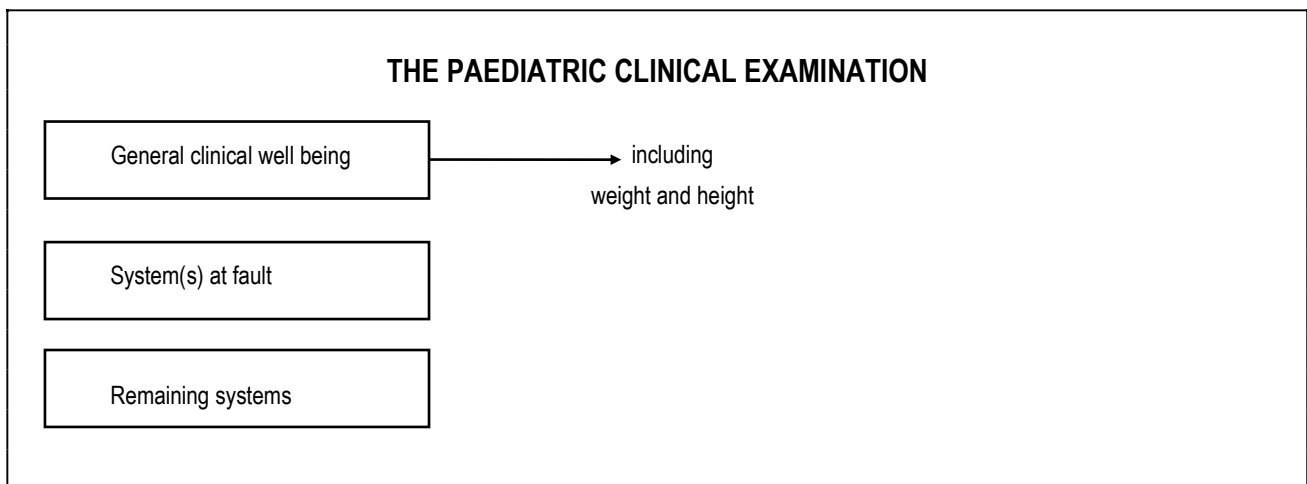 THE PAEDIATRIC CLINICAL EXAMINATION
General clinical well being
including
weight and height
System(s) at fault
Remaining systems